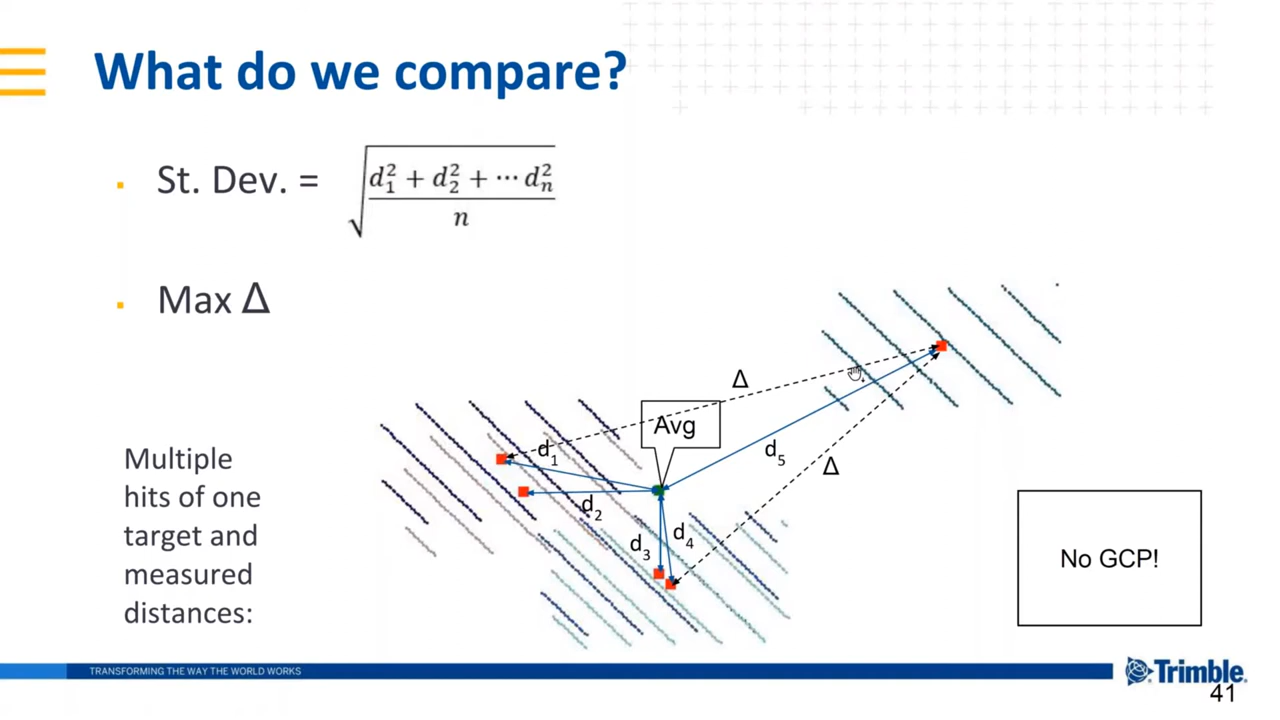 What do we compare?
▪ St. Dev. = √((d₁² + d₂² + ⋯ dₙ²)/n)
▪ Max Δ
Multiple
hits of one
target and
measured
distances:
Δ
Avg
d₁
d₅
Δ
d₂
d₃
d₄
No GCP!
TRANSFORMING THE WAY THE WORLD WORKS
Trimble.
41